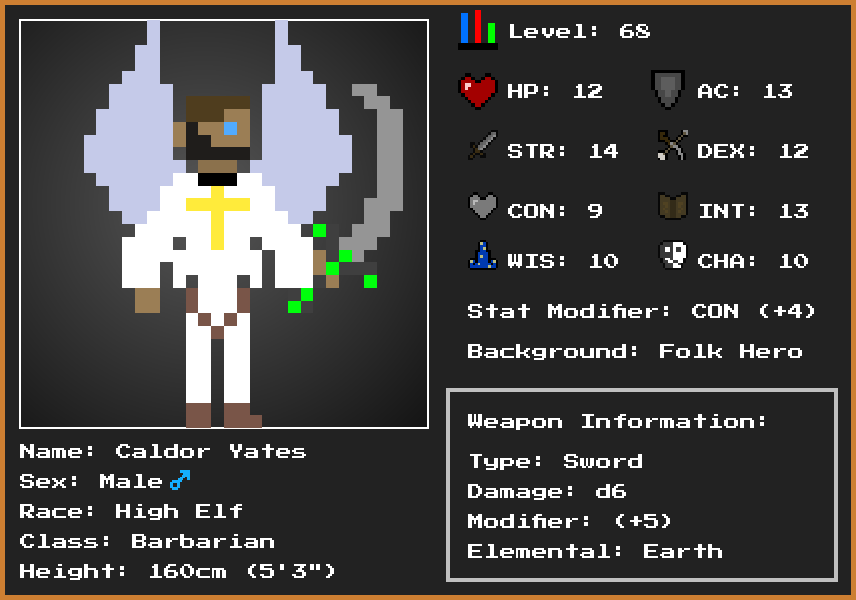 Level: 68
HP: 12
AC: 13
STR: 14
DEX: 12
CON: 9
INT: 13
WIS: 10
CHA: 10
Stat Modifier: CON (+4)
Background: Folk Hero
Name: Caldor Yates
Sex: Male♂
Race: High Elf
Class: Barbarian
Height: 160cm (5'3")
Weapon Information:
Type: Sword
Damage: d6
Modifier: (+5)
Elemental: Earth